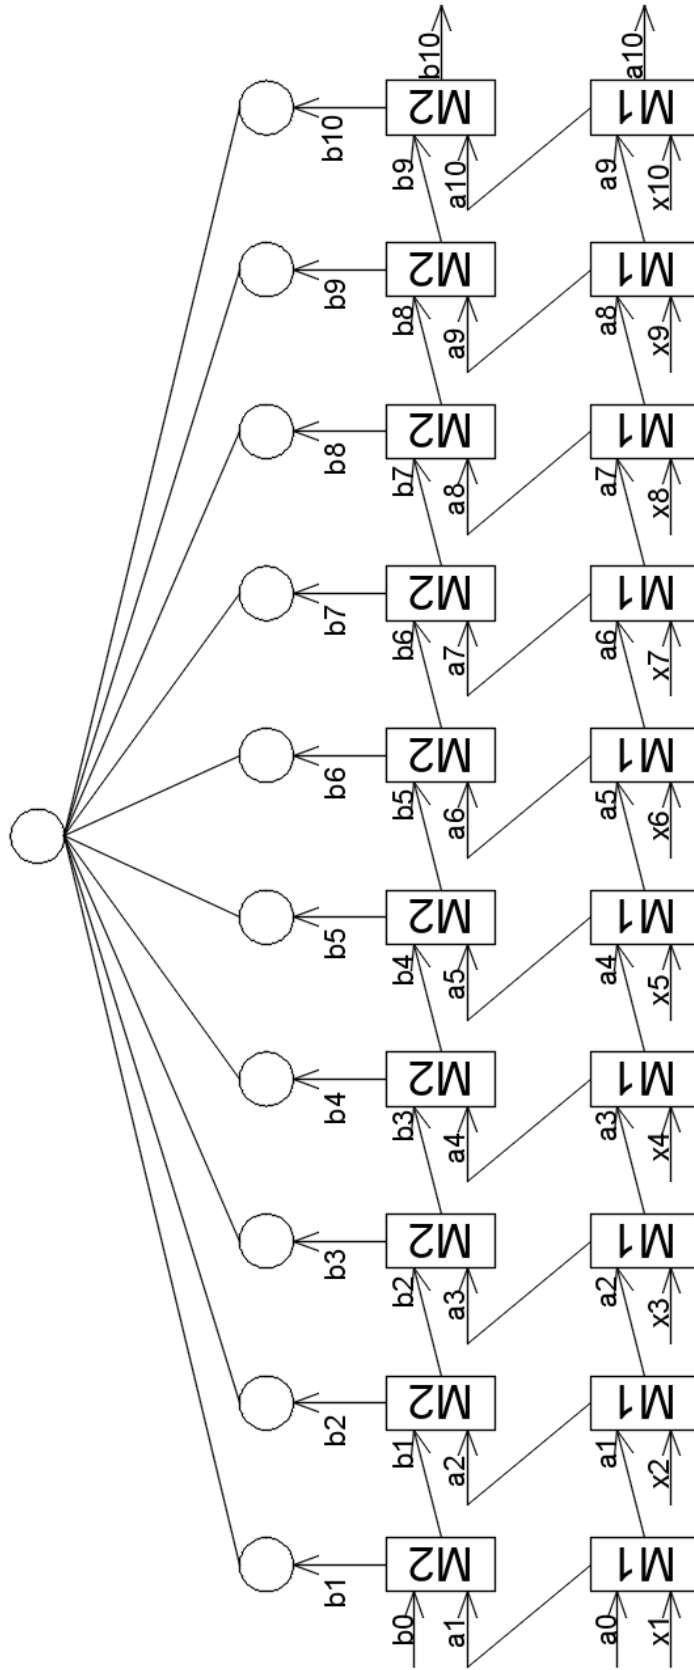 b10 a10
M2 M1
b10 b9 a10 a9 x10
M2 M1
b9 b8 a9 a8 x9
M2 M1
b8 b7 a8 a7 x8
M2 M1
b7 b6 a7 a6 x7
M2 M1
b6 b5 a6 a5 x6
M2 M1
b5 b4 a5 a4 x5
M2 M1
b4 b3 a4 a3 x4
M2 M1
b3 b2 a3 a2 x3
M2 M1
b2 b1 a2 a1 x2
M2 M1
b1 b0 a1 a0 x1